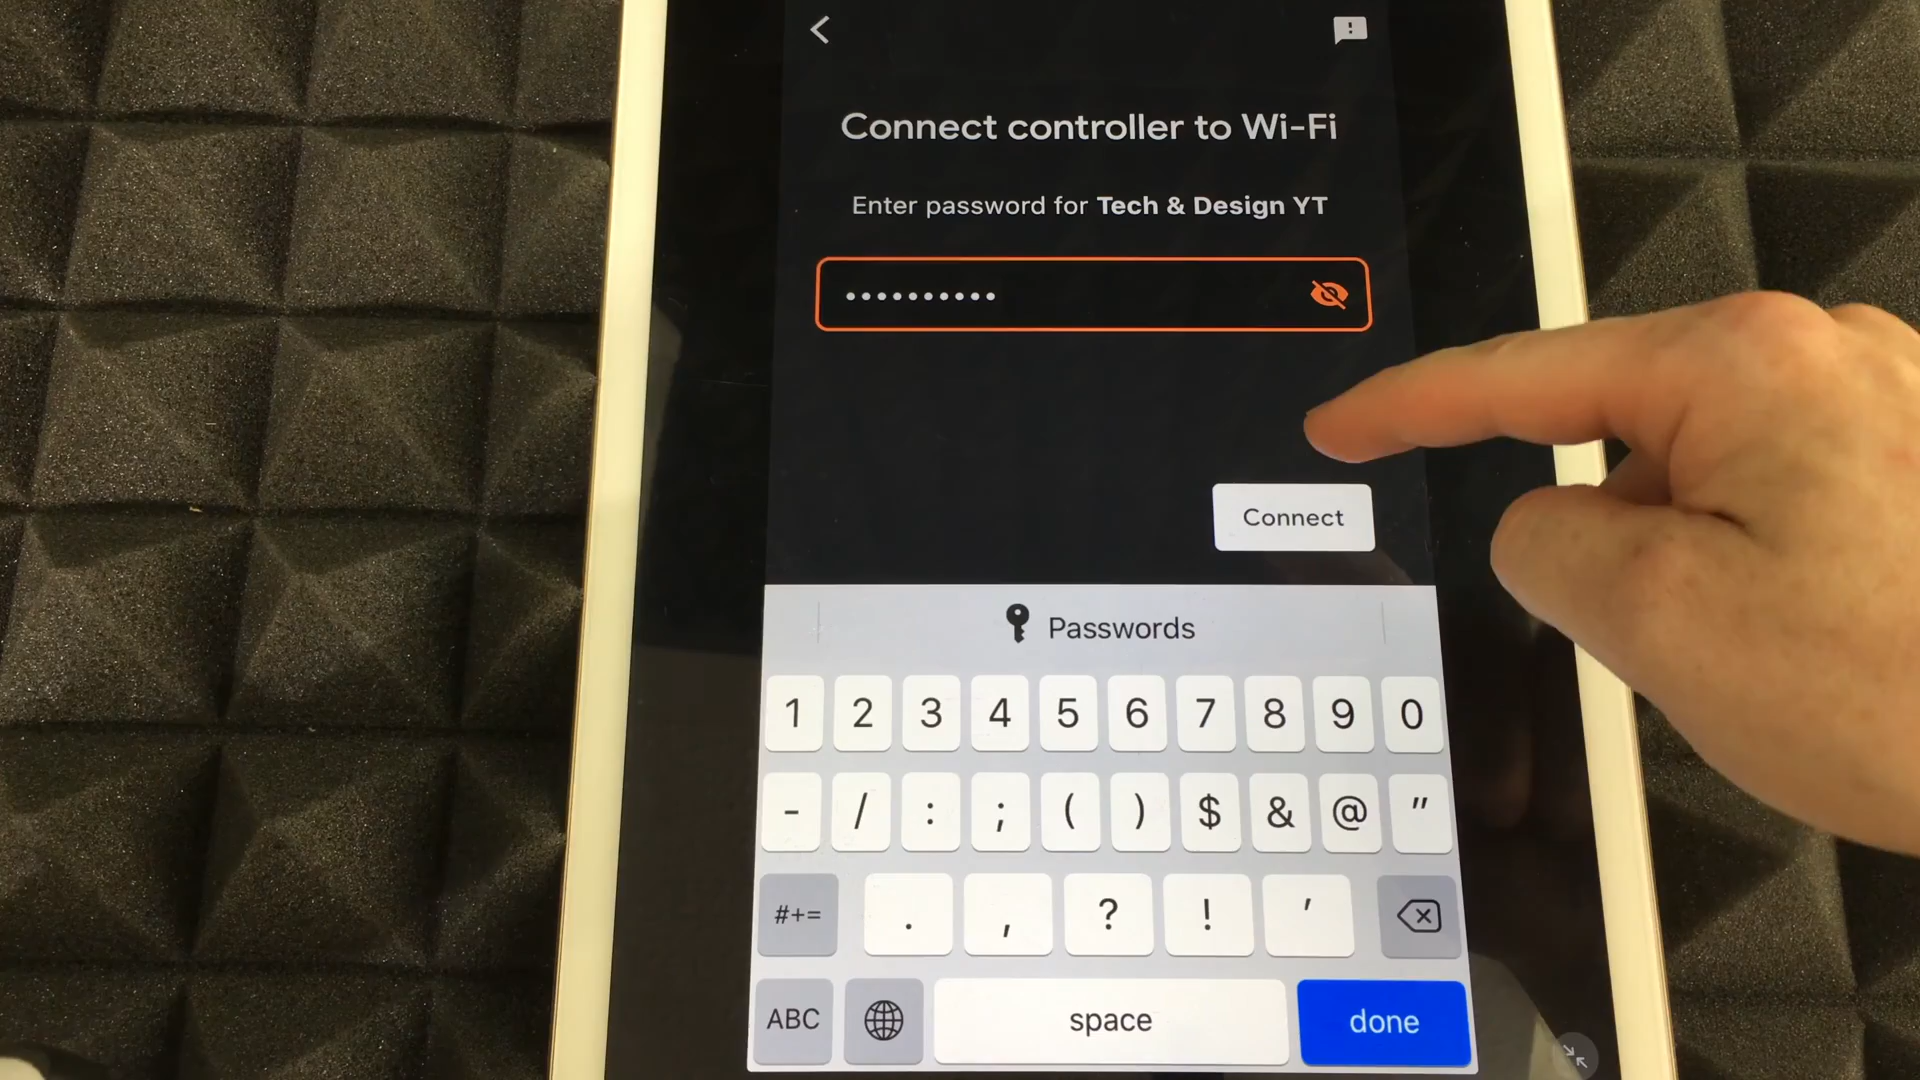 Connect controller to Wi-Fi
Enter password for Tech & Design YT
••••••••••
Connect
Passwords
1 2 3 4 5 6 7 8 9 0
- / : ; ( ) $ & @ "
#+= . , ? ! '
ABC space done